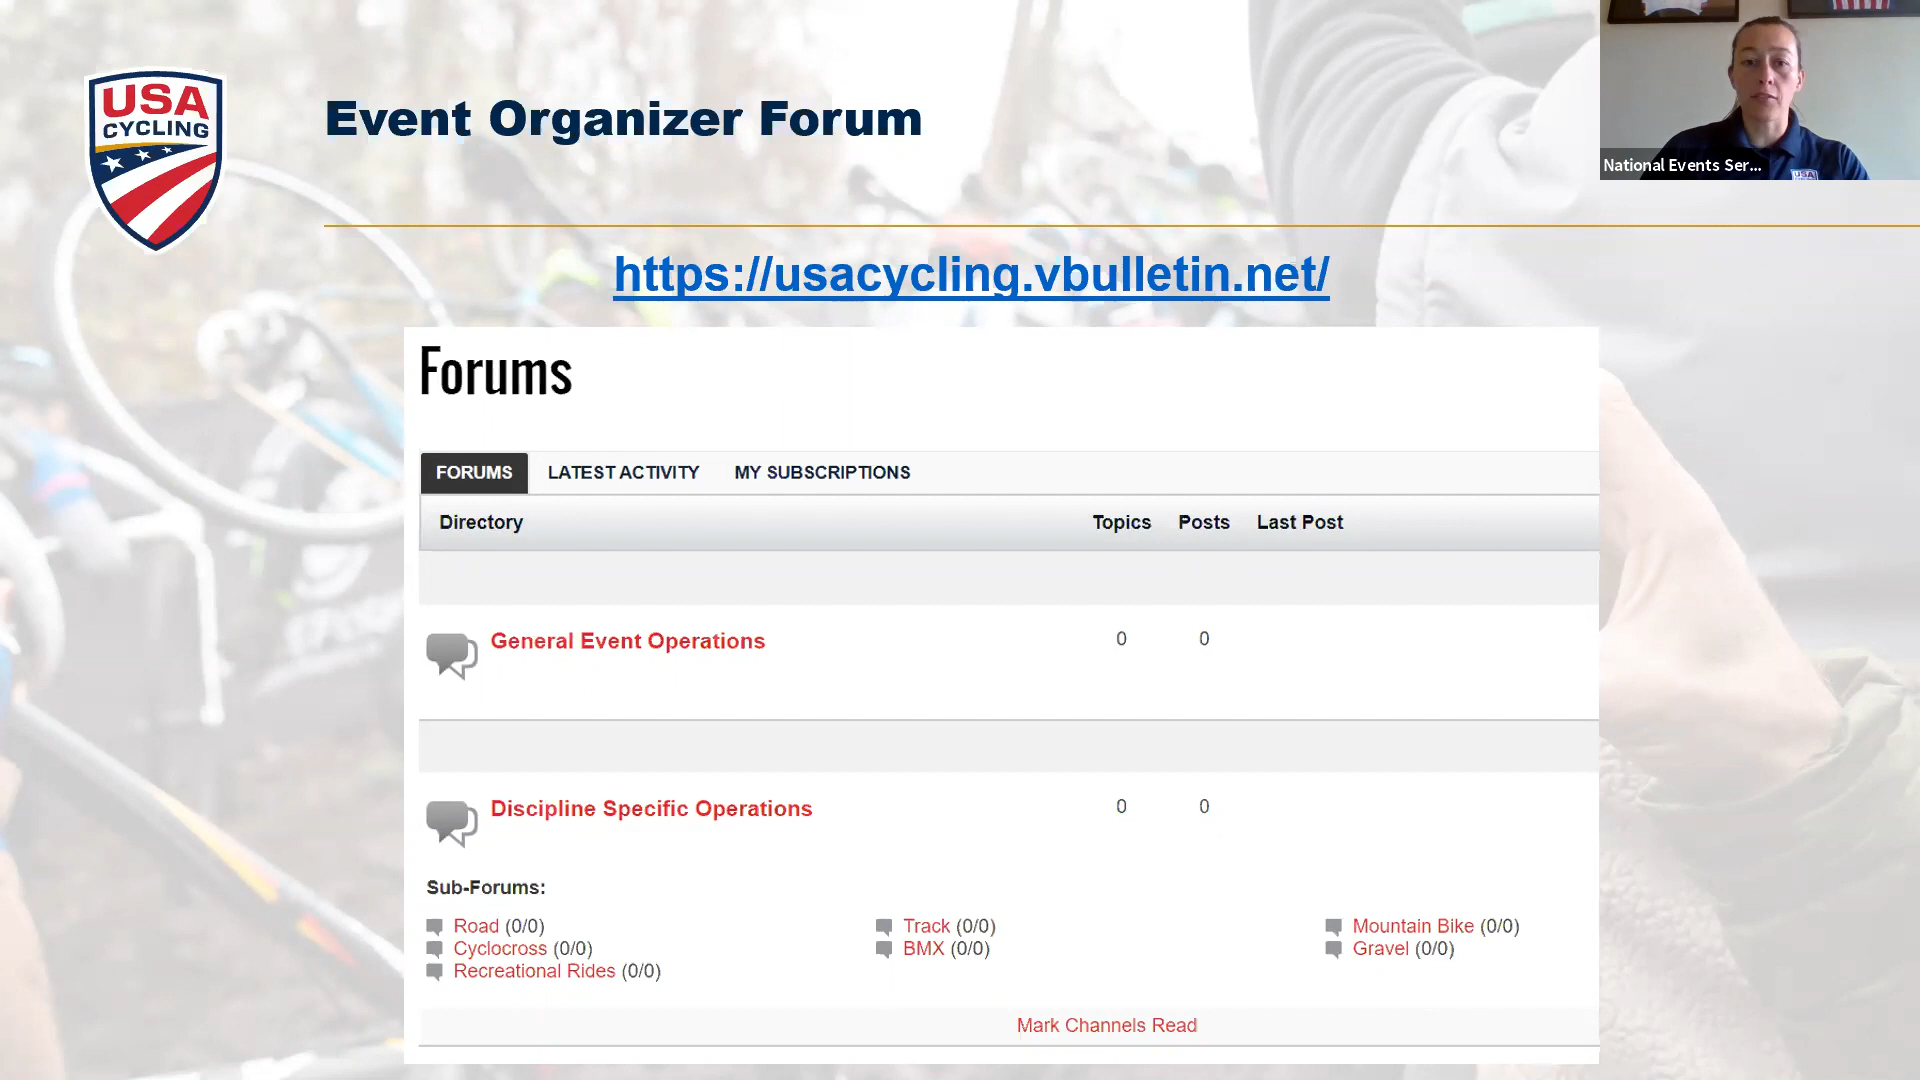 USA
CYCLING
Event Organizer Forum
National Events Ser...
USA
https://usacycling.vbulletin.net/
Forums
FORUMS LATEST ACTIVITY MY SUBSCRIPTIONS
Directory Topics Posts Last Post
General Event Operations 0 0
Discipline Specific Operations 0 0
Sub-Forums:
Road (0/0) Track (0/0) Mountain Bike (0/0)
Cyclocross (0/0) BMX (0/0) Gravel (0/0)
Recreational Rides (0/0)
Mark Channels Read